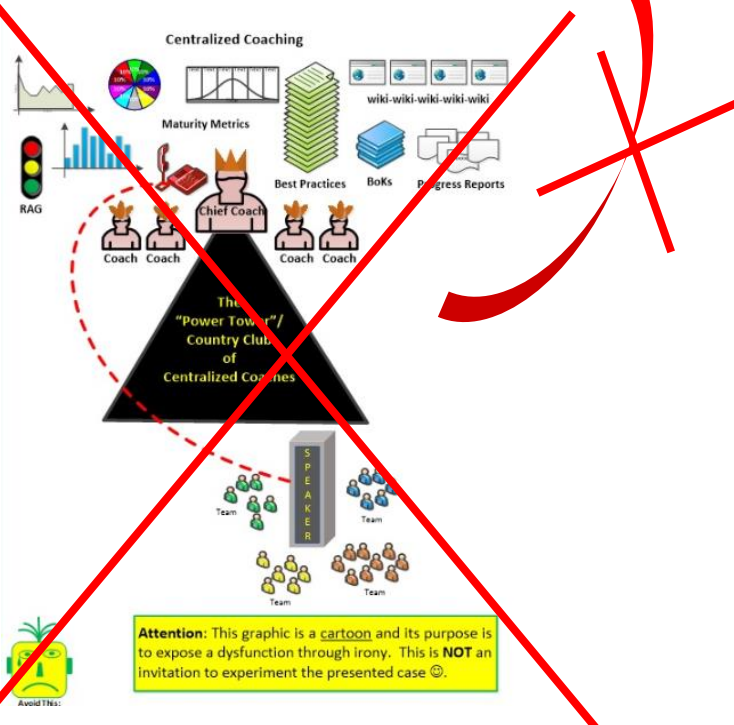 Centralized Coaching
wiki-wiki-wiki-wiki-wiki
Maturity Metrics
RAG
Best Practices
BoKs
Progress Reports
Chief Coach
Coach
Coach
Coach
Coach
The
“Power Tower”/
Country Club
of
Centralized Coaches
SPEAKER
Team
Team
Team
Team
Attention: This graphic is a cartoon and its purpose is
to expose a dysfunction through irony. This is NOT an
invitation to experiment the presented case ☺.
Avoid This: